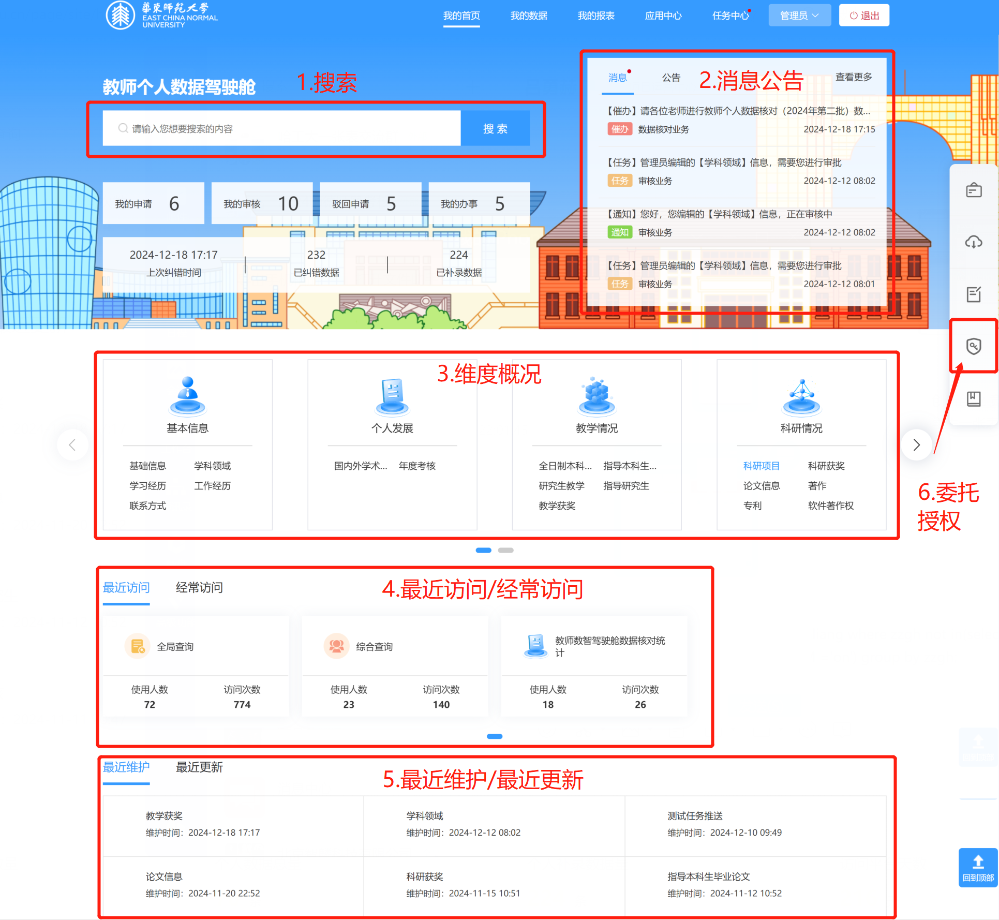 華東師範大學
EAST CHINA NORMAL
UNIVERSITY
我的首页 我的数据 我的报表 应用中心 任务中心 管理员 退出
教师个人数据驾驶舱
1.搜索
请输入您想要搜索的内容
搜 索
我的申请 6
我的审核 10
驳回申请 5
我的办事 5
2024-12-18 17:17
上次纠错时间
232
已纠错数据
224
已补录数据
消息 公告 2.消息公告 查看更多
【催办】请各位老师进行教师个人数据核对（2024年第二批）数...
催办 数据核对业务 2024-12-18 17:15
【任务】管理员编辑的【学科领域】信息，需要您进行审批
任务 审核业务 2024-12-12 08:02
【通知】您好，您编辑的【学科领域】信息，正在审核中
通知 审核业务 2024-12-12 08:02
【任务】管理员编辑的【学科领域】信息，需要您进行审批
任务 审核业务 2024-12-12 08:01
3.维度概况
基本信息
基础信息 学科领域
学习经历 工作经历
联系方式
个人发展
国内外学术... 年度考核
教学情况
全日制本科... 指导本科生...
研究生教学 指导研究生
教学获奖
科研情况
科研项目 科研获奖
论文信息 著作
专利 软件著作权
6.委托
授权
最近访问 经常访问
4.最近访问/经常访问
全局查询
使用人数 访问次数
72 774
综合查询
使用人数 访问次数
23 140
教师数智驾驶舱数据核对统
计
使用人数 访问次数
18 26
最近维护 最近更新
5.最近维护/最近更新
教学获奖
维护时间：2024-12-18 17:17
学科领域
维护时间：2024-12-12 08:02
测试任务推送
维护时间：2024-12-10 09:49
论文信息
维护时间：2024-11-20 22:52
科研获奖
维护时间：2024-11-15 10:51
指导本科生毕业论文
维护时间：2024-11-12 10:52
回到顶部